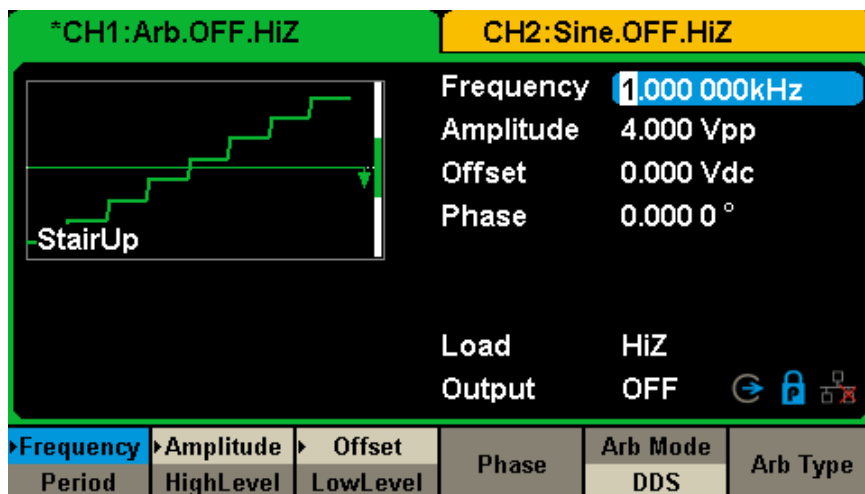 *CH1:Arb.OFF.HiZ CH2:Sine.OFF.HiZ
Frequency 1.000 000kHz
Amplitude 4.000 Vpp
Offset 0.000 Vdc
Phase 0.000 0 °
StairUp
Load HiZ
Output OFF P
Frequency Amplitude Offset Phase Arb Mode Arb Type
Period HighLevel LowLevel DDS